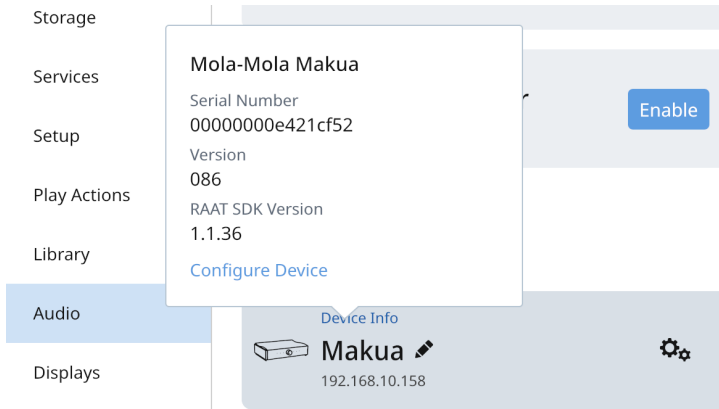 Storage
Services
Setup
Play Actions
Library
Audio
Displays
Mola-Mola Makua
Serial Number
00000000e421cf52
Version
086
RAAT SDK Version
1.1.36
Configure Device
Enable
Device Info
Makua
192.168.10.158